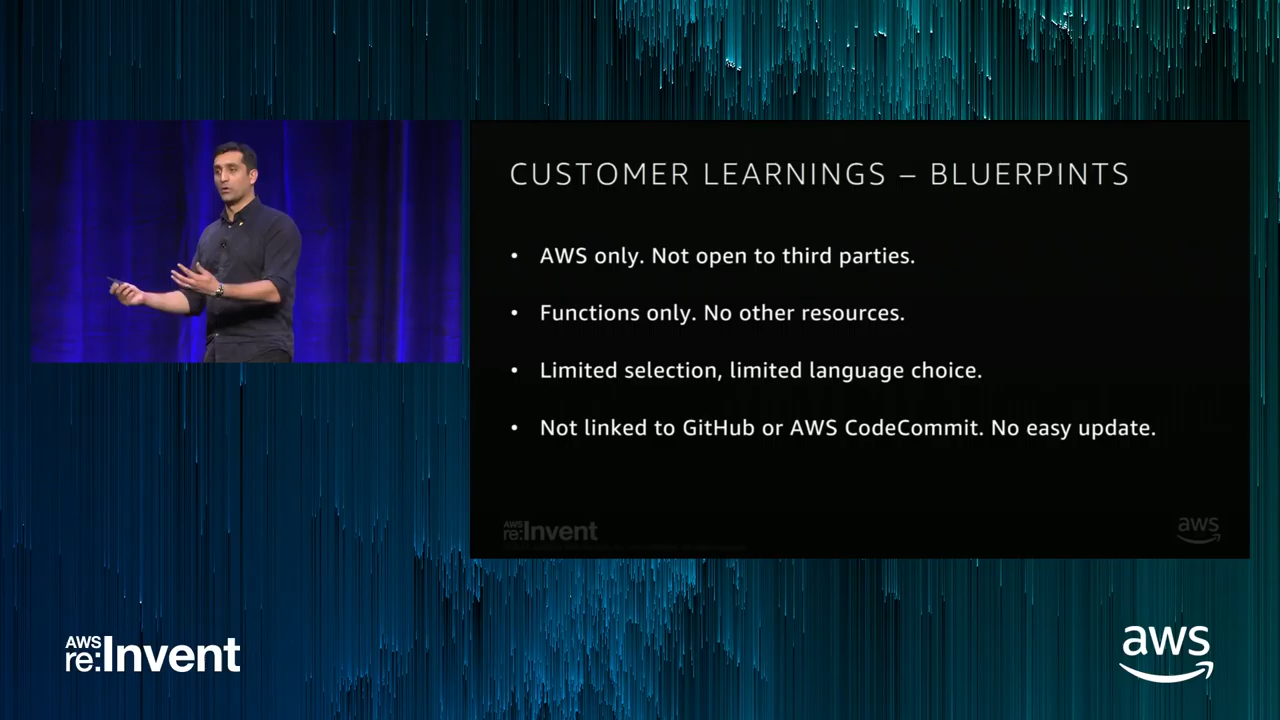 CUSTOMER LEARNINGS – BLUERPINTS
• AWS only. Not open to third parties.
• Functions only. No other resources.
• Limited selection, limited language choice.
• Not linked to GitHub or AWS CodeCommit. No easy update.
AWS
re:Invent
aws
AWS
re:Invent
aws